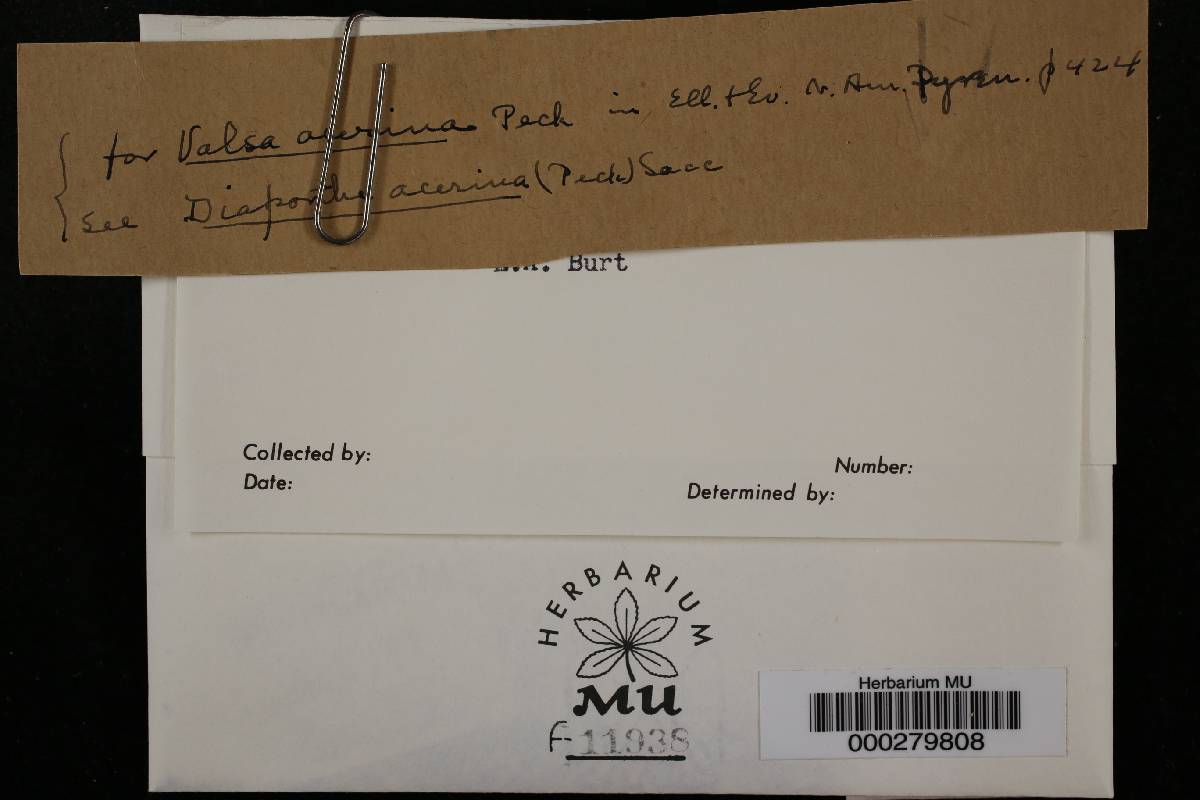 for Valsa acerina Peck in Ell. + Ev. N. Am. Pyren. p 424
See Diaporthe acerina (Peck) Sacc
Burt
Collected by:
Number:
Date:
Determined by:
HERBARIUM
MU
F-11938
Herbarium MU
000279808